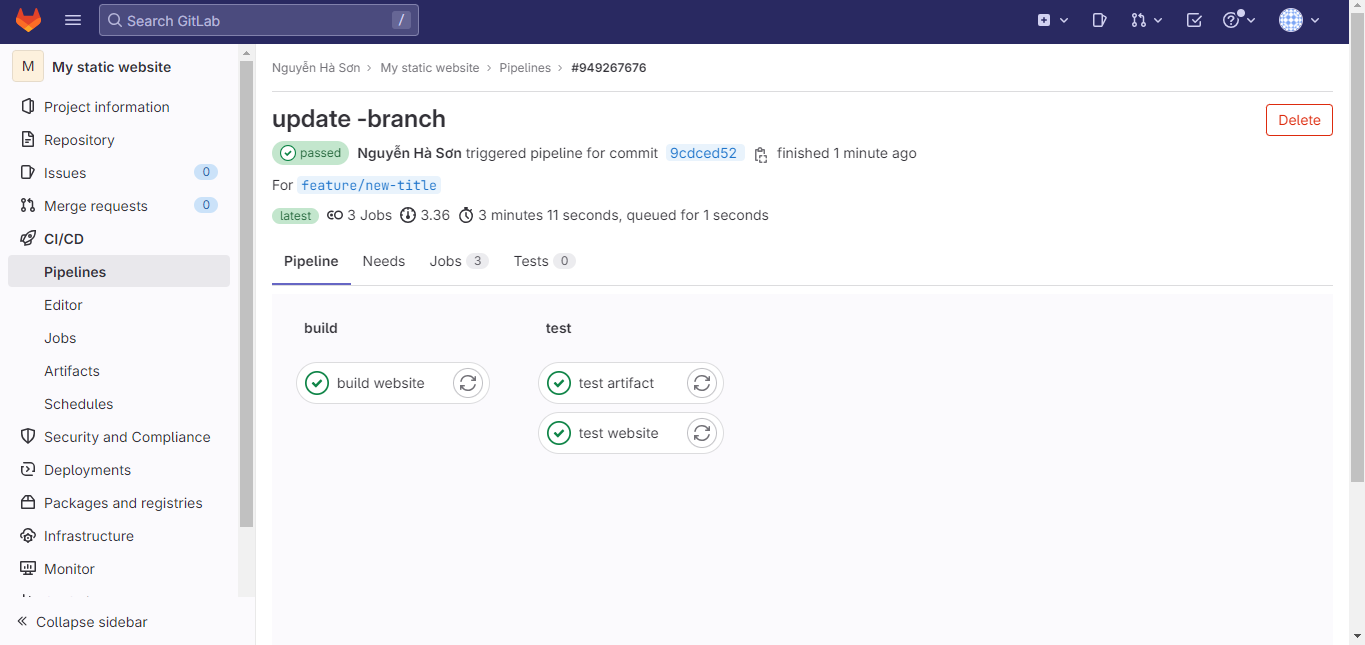 Search GitLab /
M My static website
Project information
Repository
Issues 0
Merge requests 0
CI/CD
Pipelines
Editor
Jobs
Artifacts
Schedules
Security and Compliance
Deployments
Packages and registries
Infrastructure
Monitor
Collapse sidebar
Nguyễn Hà Sơn › My static website › Pipelines › #949267676
update -branch
Delete
passed Nguyễn Hà Sơn triggered pipeline for commit 9cdced52 finished 1 minute ago
For feature/new-title
latest 3 Jobs 3.36 3 minutes 11 seconds, queued for 1 seconds
Pipeline Needs Jobs 3 Tests 0
build test
build website test artifact
test website